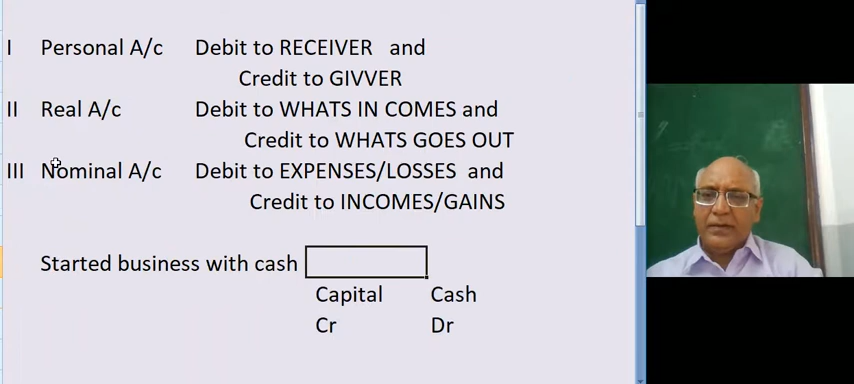 I Personal A/c Debit to RECEIVER and
Credit to GIVVER
II Real A/c Debit to WHATS IN COMES and
Credit to WHATS GOES OUT
III Nominal A/c Debit to EXPENSES/LOSSES and
Credit to INCOMES/GAINS
Started business with cash
Capital Cash
Cr Dr